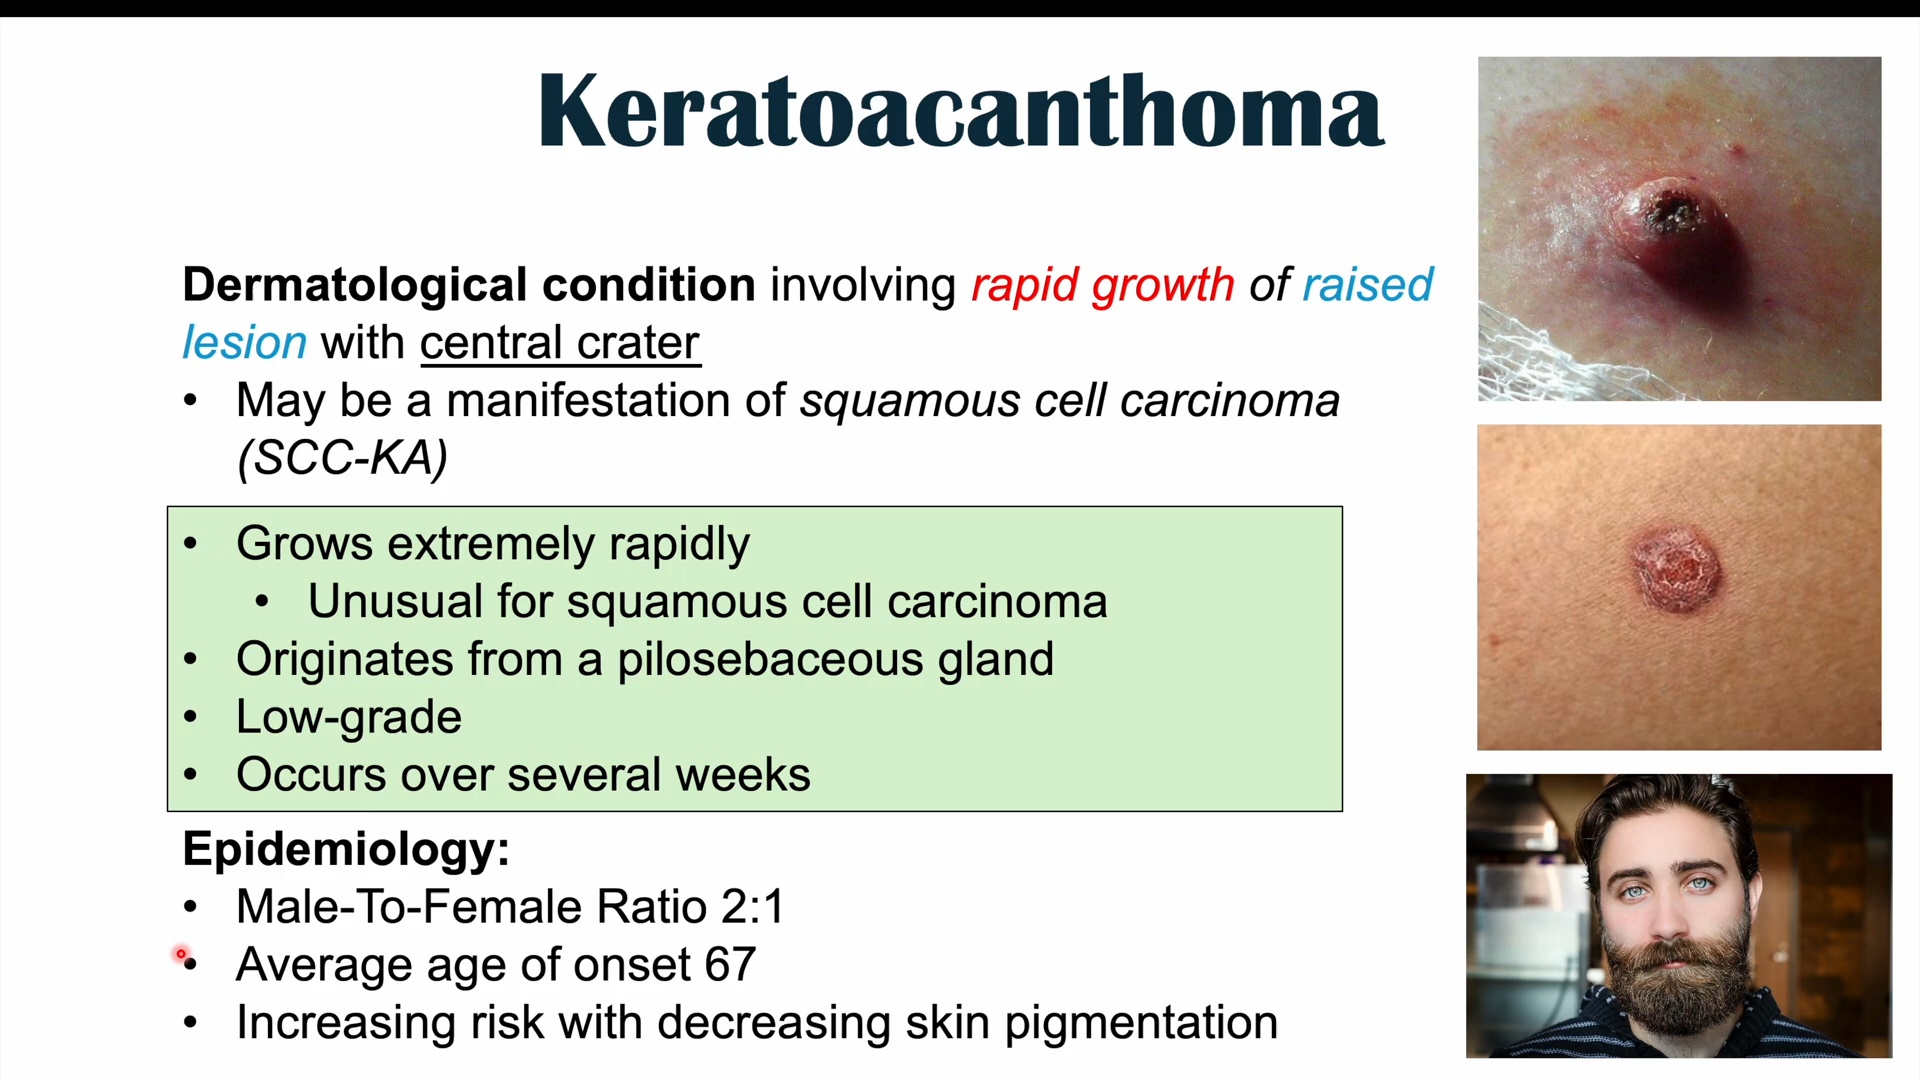 Keratoacanthoma
Dermatological condition involving rapid growth of raised
lesion with central crater
• May be a manifestation of squamous cell carcinoma
(SCC-KA)
• Grows extremely rapidly
• Unusual for squamous cell carcinoma
• Originates from a pilosebaceous gland
• Low-grade
• Occurs over several weeks
Epidemiology:
• Male-To-Female Ratio 2:1
• Average age of onset 67
• Increasing risk with decreasing skin pigmentation